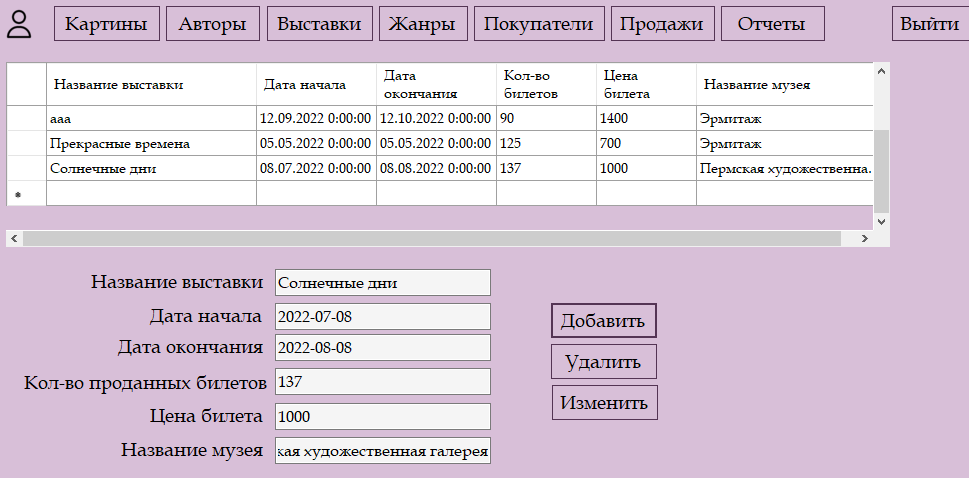 Картины Авторы Выставки Жанры Покупатели Продажи Отчеты Выйти
Название выставки Дата начала Дата окончания Кол-во билетов Цена билета Название музея
aaa 12.09.2022 0:00:00 12.10.2022 0:00:00 90 1400 Эрмитаж
Прекрасные времена 05.05.2022 0:00:00 05.05.2022 0:00:00 125 700 Эрмитаж
Солнечные дни 08.07.2022 0:00:00 08.08.2022 0:00:00 137 1000 Пермская художественна.
Название выставки Солнечные дни
Дата начала 2022-07-08
Дата окончания 2022-08-08
Кол-во проданных билетов 137
Цена билета 1000
Название музея кая художественная галерея
Добавить
Удалить
Изменить